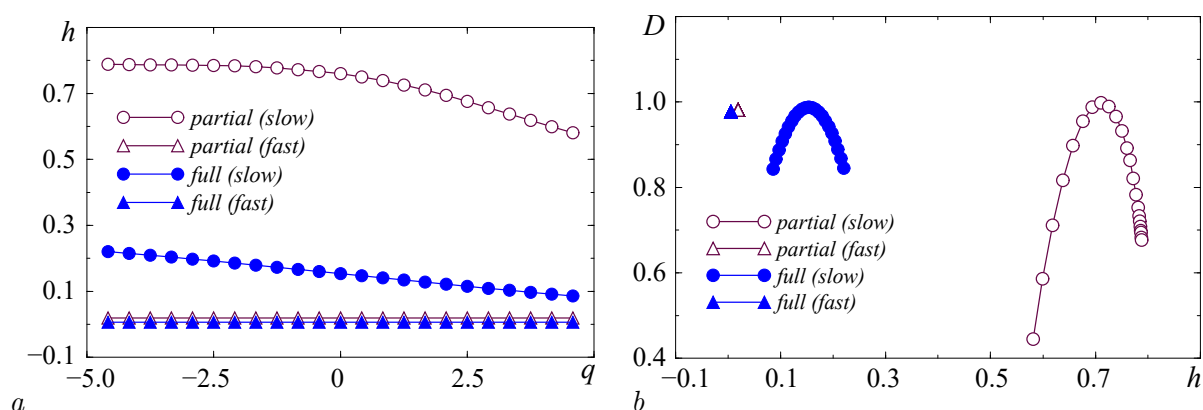 h
0.7
0.5
0.3
0.1
−0.1
partial (slow)
partial (fast)
full (slow)
full (fast)
−5.0 −2.5 0 2.5 q
a
D
1.0
0.8
0.6
0.4
partial (slow)
partial (fast)
full (slow)
full (fast)
−0.1 0.1 0.3 0.5 0.7 h
b